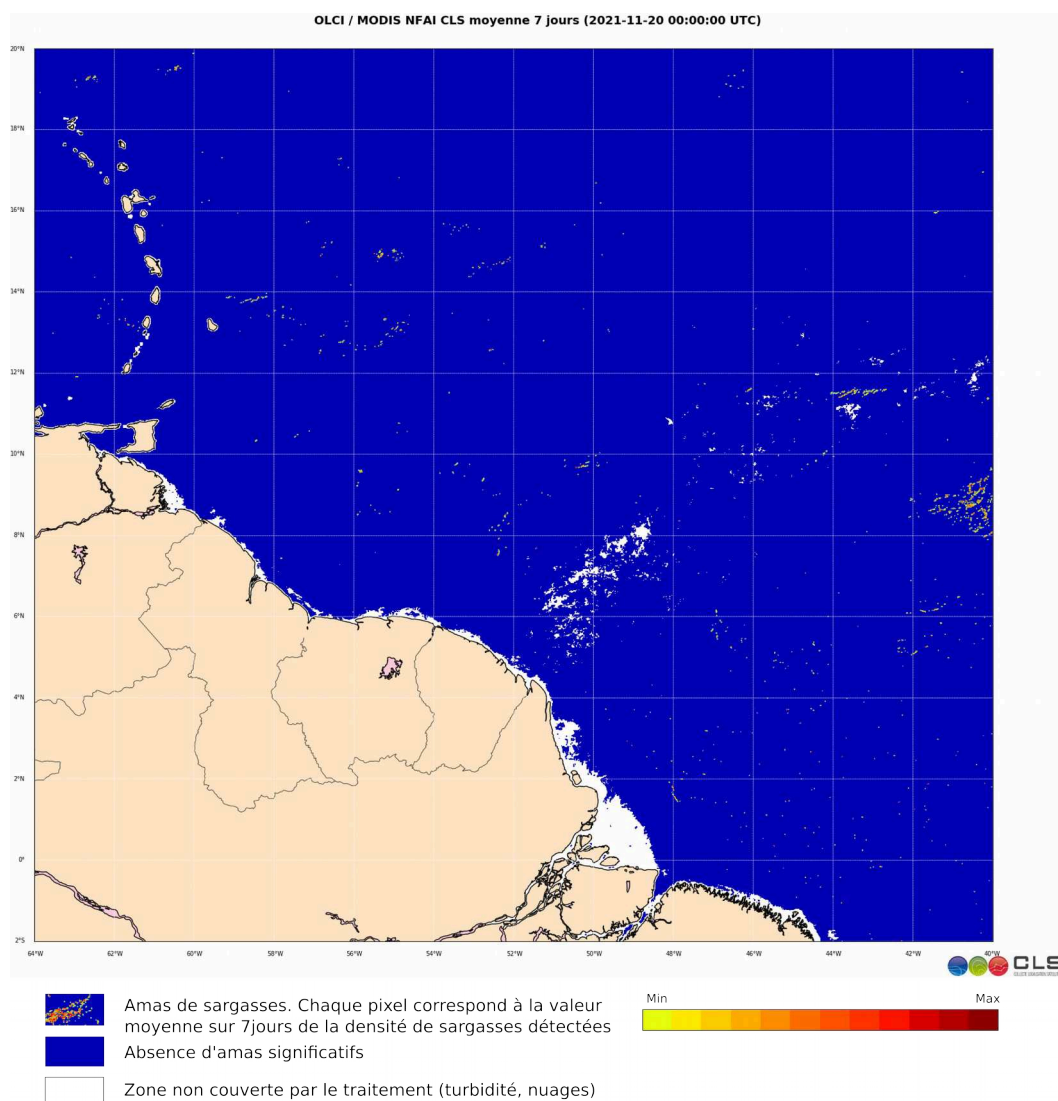 OLCI / MODIS NFAI CLS moyenne 7 jours (2021-11-20 00:00:00 UTC)
20°N
18°N
16°N
14°N
12°N
10°N
8°N
6°N
4°N
2°N
0°
2°S
64°W 62°W 60°W 58°W 56°W 54°W 52°W 50°W 48°W 46°W 44°W 42°W 40°W
CLS
Amas de sargasses. Chaque pixel correspond à la valeur
moyenne sur 7jours de la densité de sargasses détectées
Min Max
Absence d'amas significatifs
Zone non couverte par le traitement (turbidité, nuages)